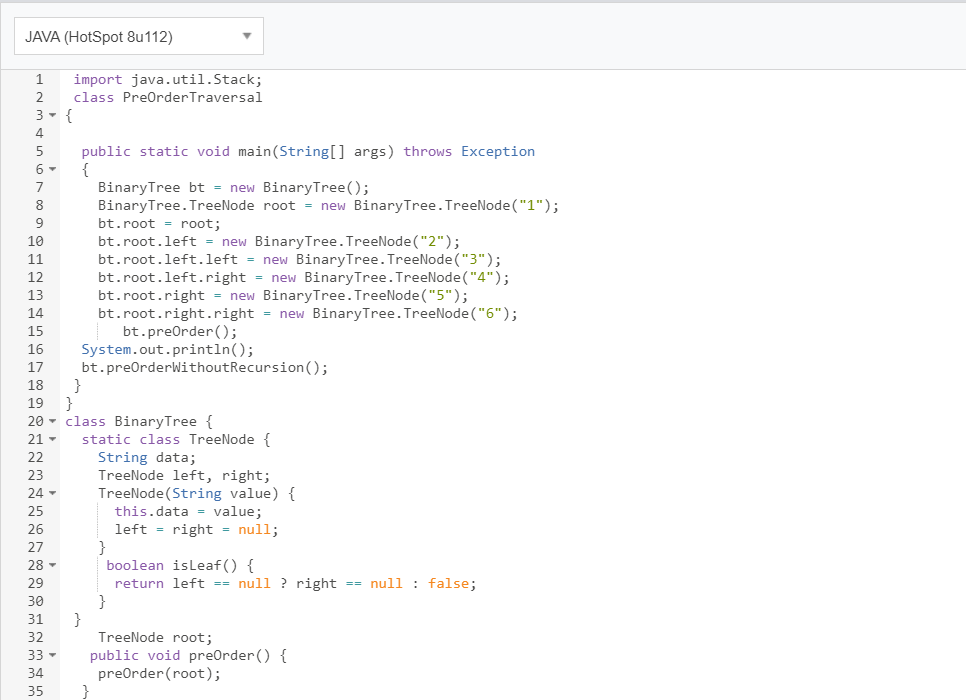 JAVA (HotSpot 8u112)
1 import java.util.Stack;
2 class PreOrderTraversal
3 {
4
5 public static void main(String[] args) throws Exception
6 {
7 BinaryTree bt = new BinaryTree();
8 BinaryTree.TreeNode root = new BinaryTree.TreeNode("1");
9 bt.root = root;
10 bt.root.left = new BinaryTree.TreeNode("2");
11 bt.root.left.left = new BinaryTree.TreeNode("3");
12 bt.root.left.right = new BinaryTree.TreeNode("4");
13 bt.root.right = new BinaryTree.TreeNode("5");
14 bt.root.right.right = new BinaryTree.TreeNode("6");
15 bt.preOrder();
16 System.out.println();
17 bt.preOrderWithoutRecursion();
18 }
19 }
20 class BinaryTree {
21 static class TreeNode {
22 String data;
23 TreeNode left, right;
24 TreeNode(String value) {
25 this.data = value;
26 left = right = null;
27 }
28 boolean isLeaf() {
29 return left == null ? right == null : false;
30 }
31 }
32 TreeNode root;
33 public void preOrder() {
34 preOrder(root);
35 }